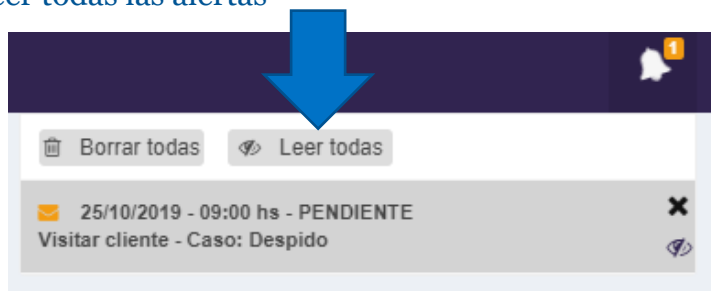 eer todas las alertas
1
Borrar todas Leer todas
25/10/2019 - 09:00 hs - PENDIENTE
Visitar cliente - Caso: Despido